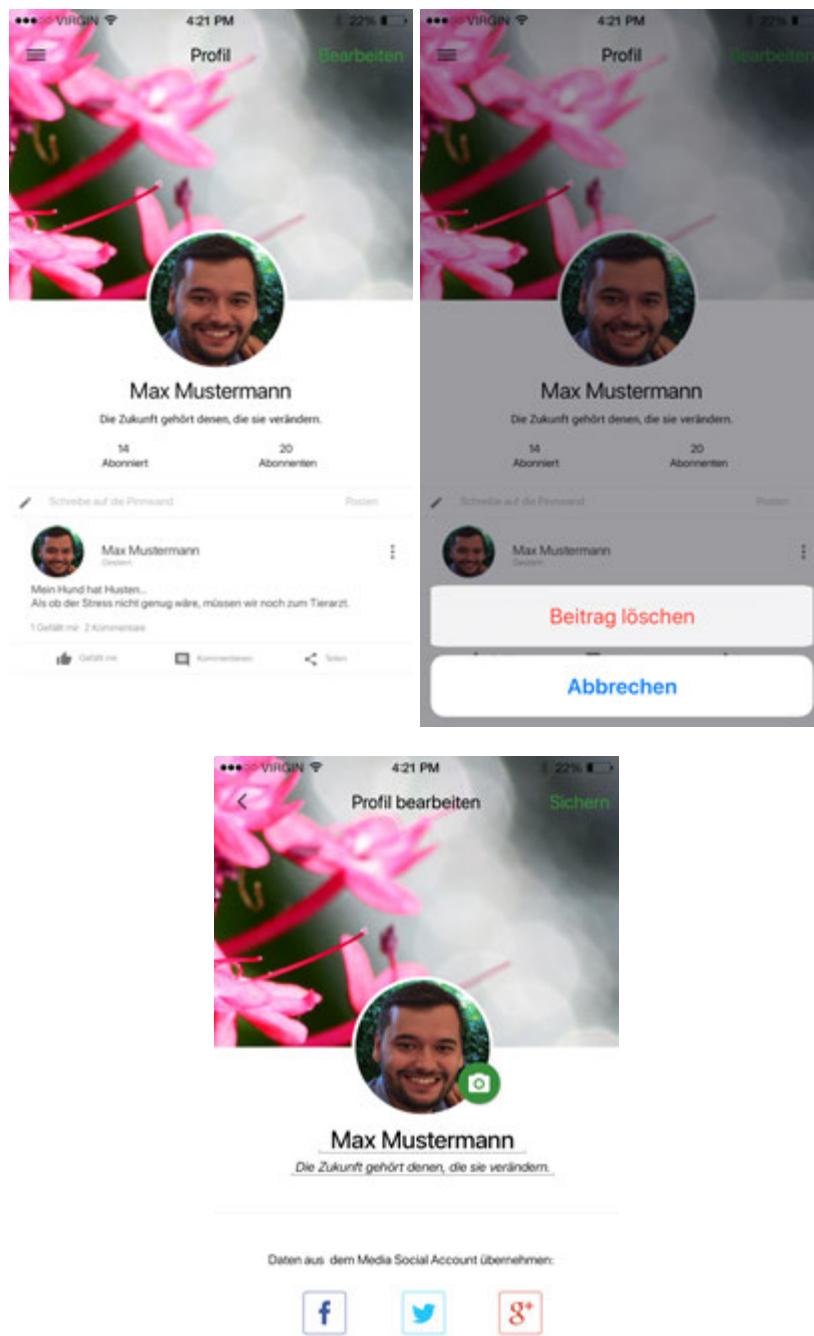 VIRGIN 4:21 PM 22%
Profil Bearbeiten
Max Mustermann
Die Zukunft gehört denen, die sie verändern.
14 20
Abonniert Abonnenten
Schreibe auf die Pinnwand Posten
Max Mustermann
Gestern
Mein Hund hat Husten...
Als ob der Stress nicht genug wäre, müssen wir noch zum Tierarzt.
1 Gefällt mir 2 Kommentare
Gefällt mir Kommentieren Teilen
VIRGIN 4:21 PM 22%
Profil Bearbeiten
Max Mustermann
Die Zukunft gehört denen, die sie verändern.
14 20
Abonniert Abonnenten
Schreibe auf die Pinnwand Posten
Max Mustermann
Gestern
Beitrag löschen
Abbrechen
VIRGIN 4:21 PM 22%
Profil bearbeiten Sichern
Max Mustermann
Die Zukunft gehört denen, die sie verändern.
Daten aus dem Media Social Account übernehmen:
f g+